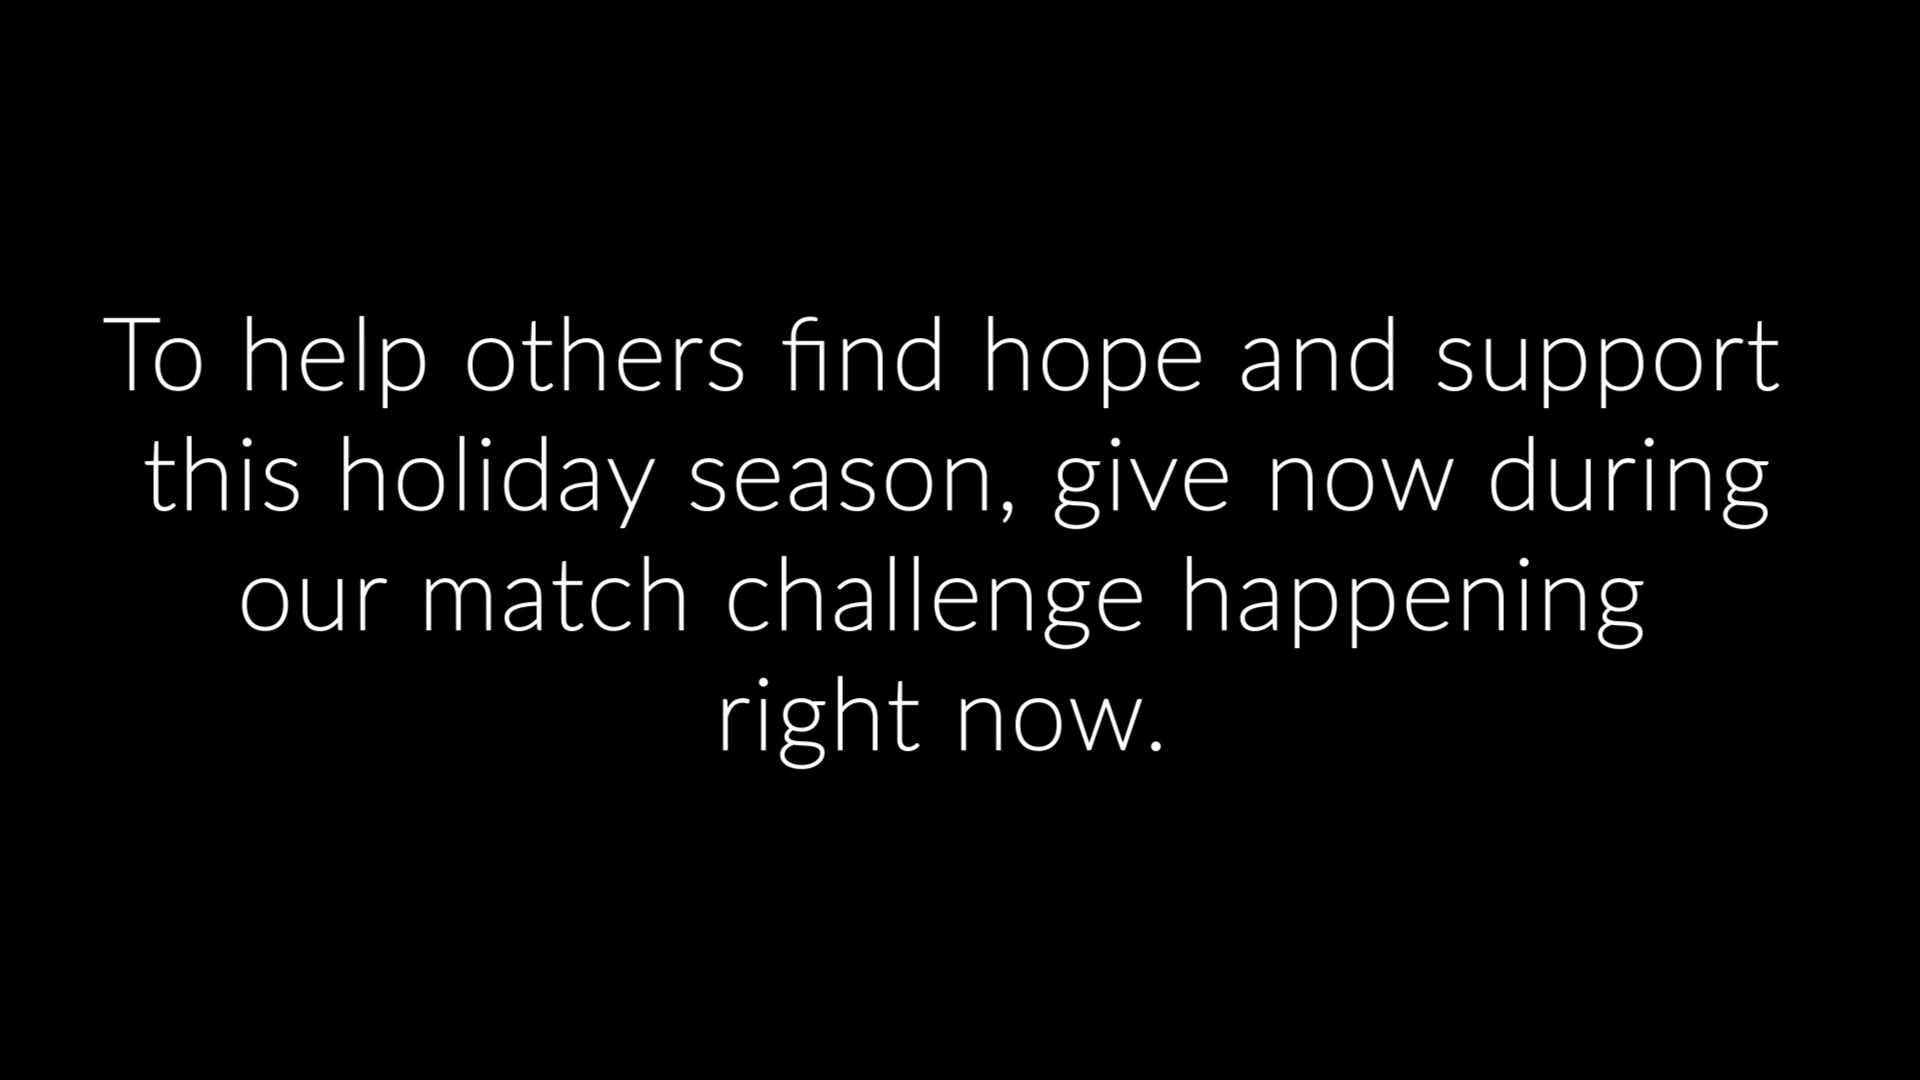 To help others find hope and support
this holiday season, give now during
our match challenge happening
right now.